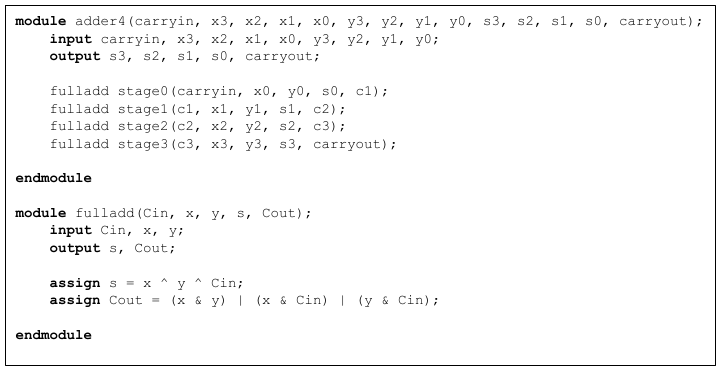 module adder4(carryin, x3, x2, x1, x0, y3, y2, y1, y0, s3, s2, s1, s0, carryout);
input carryin, x3, x2, x1, x0, y3, y2, y1, y0;
output s3, s2, s1, s0, carryout;
fulladd stage0(carryin, x0, y0, s0, c1);
fulladd stage1(c1, x1, y1, s1, c2);
fulladd stage2(c2, x2, y2, s2, c3);
fulladd stage3(c3, x3, y3, s3, carryout);
endmodule
module fulladd(Cin, x, y, s, Cout);
input Cin, x, y;
output s, Cout;
assign s = x ^ y ^ Cin;
assign Cout = (x & y) | (x & Cin) | (y & Cin);
endmodule